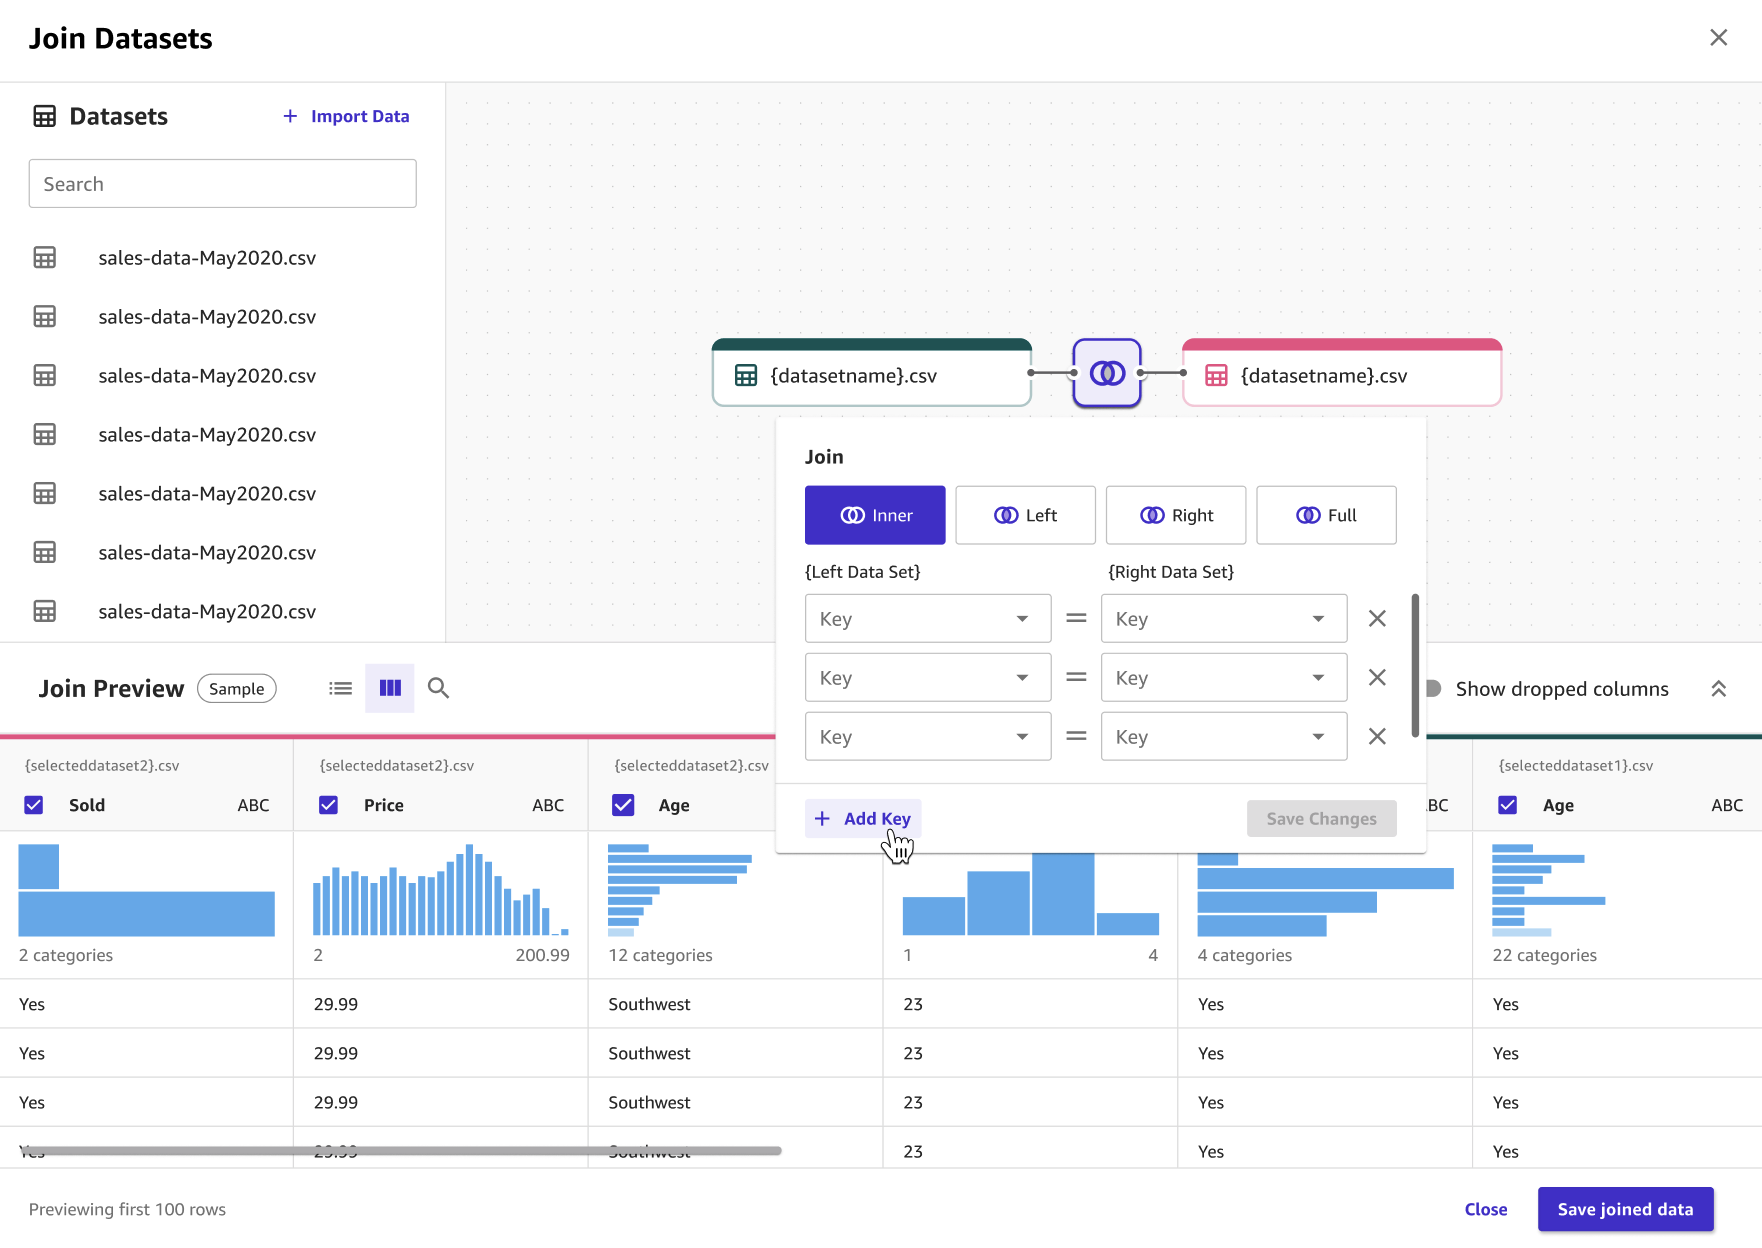 Join Datasets
Datasets
Import Data
Search
sales-data-May2020.csv
sales-data-May2020.csv
sales-data-May2020.csv
sales-data-May2020.csv
sales-data-May2020.csv
sales-data-May2020.csv
sales-data-May2020.csv
{datasetname}.csv
{datasetname}.csv
Join
Inner
Left
Right
Full
{Left Data Set}
{Right Data Set}
Key = Key
Key = Key
Key = Key
Add Key
Save Changes
Join Preview
Sample
Show dropped columns
{selecteddataset2}.csv
{selecteddataset2}.csv
{selecteddataset2}.csv
{selecteddataset1}.csv
Sold ABC
Price ABC
Age
BC
Age ABC
2 categories
2 200.99
12 categories
1 4
4 categories
22 categories
Yes 29.99 Southwest 23 Yes Yes
Yes 29.99 Southwest 23 Yes Yes
Yes 29.99 Southwest 23 Yes Yes
Yes 29.99 Southwest 23 Yes Yes
Previewing first 100 rows
Close
Save joined data